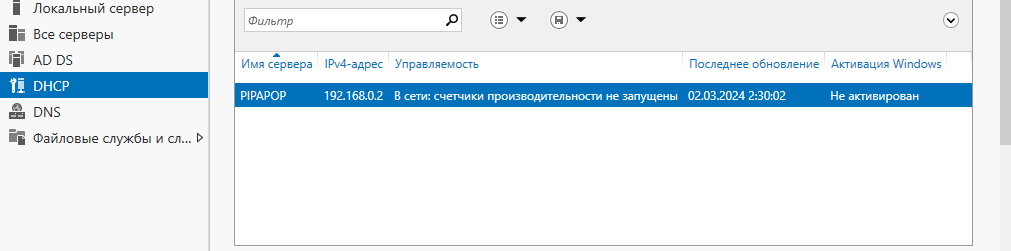 Локальный сервер
Все серверы
AD DS
DHCP
DNS
Файловые службы и сл...
Фильтр
Имя сервера IPv4-адрес Управляемость Последнее обновление Активация Windows
PIPAPOP 192.168.0.2 В сети: счетчики производительности не запущены 02.03.2024 2:30:02 Не активирован